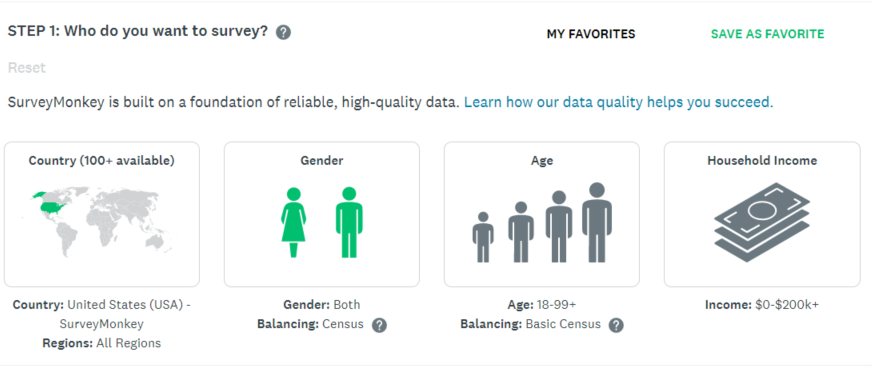 STEP 1: Who do you want to survey? ?
MY FAVORITES
SAVE AS FAVORITE
Reset
SurveyMonkey is built on a foundation of reliable, high-quality data. Learn how our data quality helps you succeed.
Country (100+ available)
Gender
Age
Household Income
Country: United States (USA) -
SurveyMonkey
Regions: All Regions
Gender: Both
Balancing: Census ?
Age: 18-99+
Balancing: Basic Census ?
Income: $0-$200k+